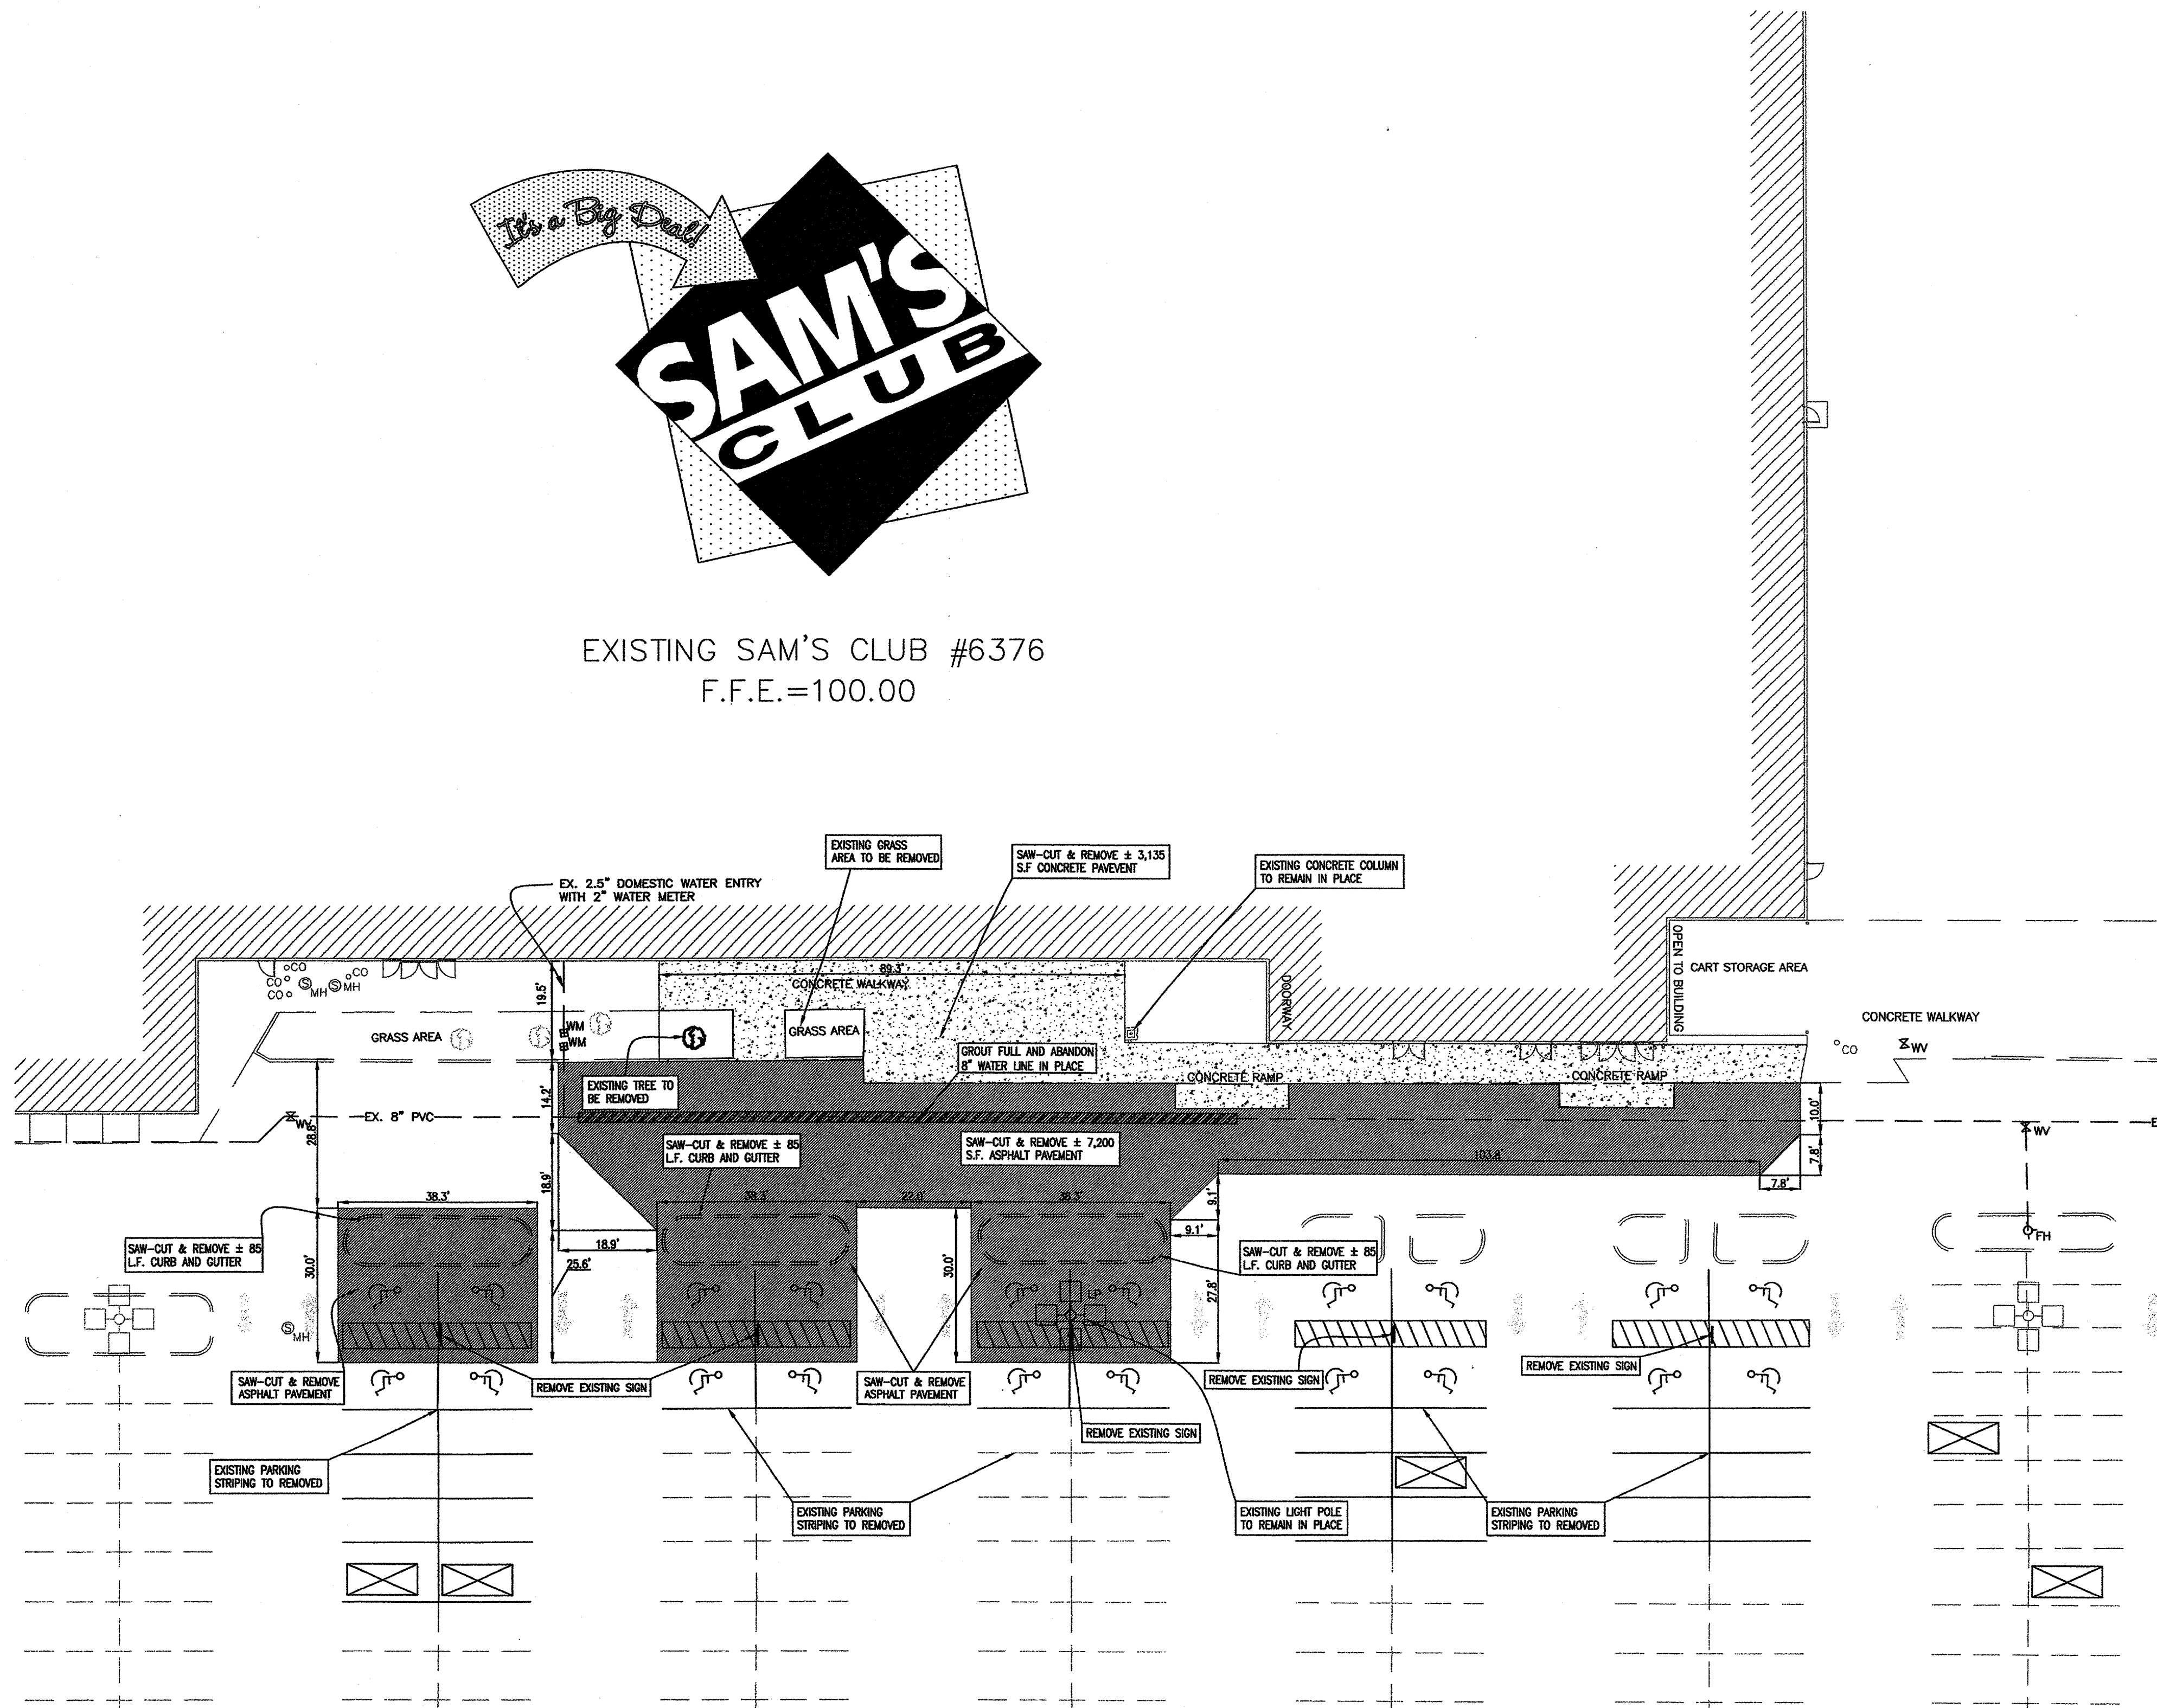 It's a Big Deal!
SAM'S
CLUB
EXISTING SAM'S CLUB #6376
F.F.E.=100.00
EXISTING GRASS
AREA TO BE REMOVED
SAW-CUT & REMOVE ± 3,135
S.F CONCRETE PAVEVENT
EXISTING CONCRETE COLUMN
TO REMAIN IN PLACE
EX. 2.5" DOMESTIC WATER ENTRY
WITH 2" WATER METER
OPEN TO BUILDING
CART STORAGE AREA
CO
CO
CO
CO
MH
MH
89.3'
CONCRETE WALKWAY
19.5'
DOORWAY
CONCRETE WALKWAY
GRASS AREA
WM
WM
GRASS AREA
CO
WV
GROUT FULL AND ABANDON
8" WATER LINE IN PLACE
CONCRETE RAMP
CONCRETE RAMP
EXISTING TREE TO
BE REMOVED
14.2'
10.0'
WV
EX. 8" PVC
28.8'
WV
E
SAW-CUT & REMOVE ± 85
L.F. CURB AND GUTTER
SAW-CUT & REMOVE ± 7,200
S.F. ASPHALT PAVEMENT
103.8'
7.8'
7.8'
18.9'
38.3'
38.3'
22.0'
38.3'
9.1'
9.1'
18.9'
SAW-CUT & REMOVE ± 85
L.F. CURB AND GUTTER
30.0'
25.6'
30.0'
SAW-CUT & REMOVE ± 85
L.F. CURB AND GUTTER
27.8'
FH
LP
MH
SAW-CUT & REMOVE
ASPHALT PAVEMENT
REMOVE EXISTING SIGN
SAW-CUT & REMOVE
ASPHALT PAVEMENT
REMOVE EXISTING SIGN
REMOVE EXISTING SIGN
REMOVE EXISTING SIGN
EXISTING PARKING
STRIPING TO REMOVED
EXISTING PARKING
STRIPING TO REMOVED
EXISTING LIGHT POLE
TO REMAIN IN PLACE
EXISTING PARKING
STRIPING TO REMOVED